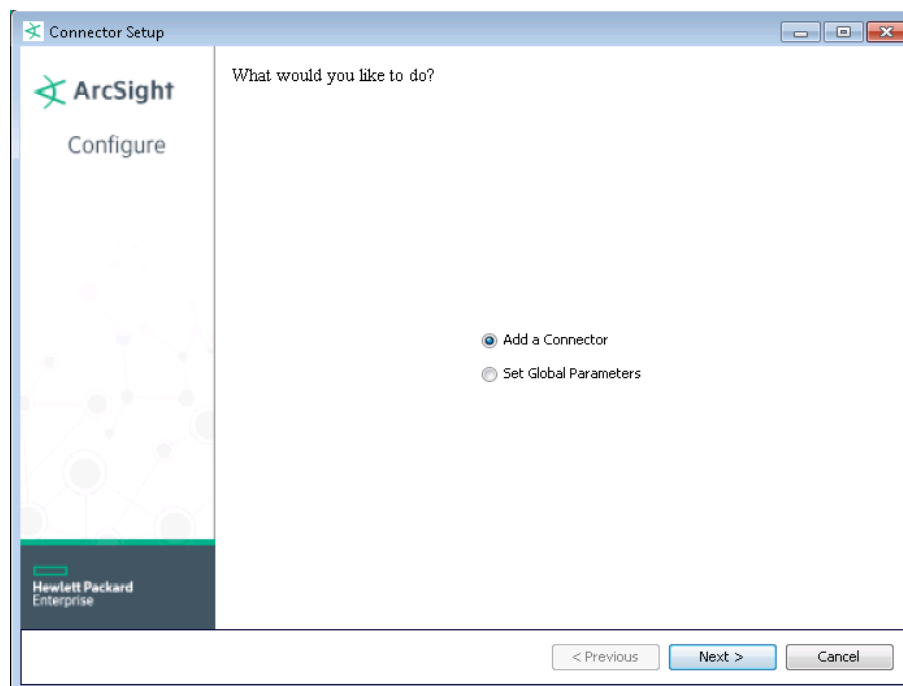 Connector Setup
ArcSight
Configure
What would you like to do?
Add a Connector
Set Global Parameters
Hewlett Packard
Enterprise
< Previous
Next >
Cancel